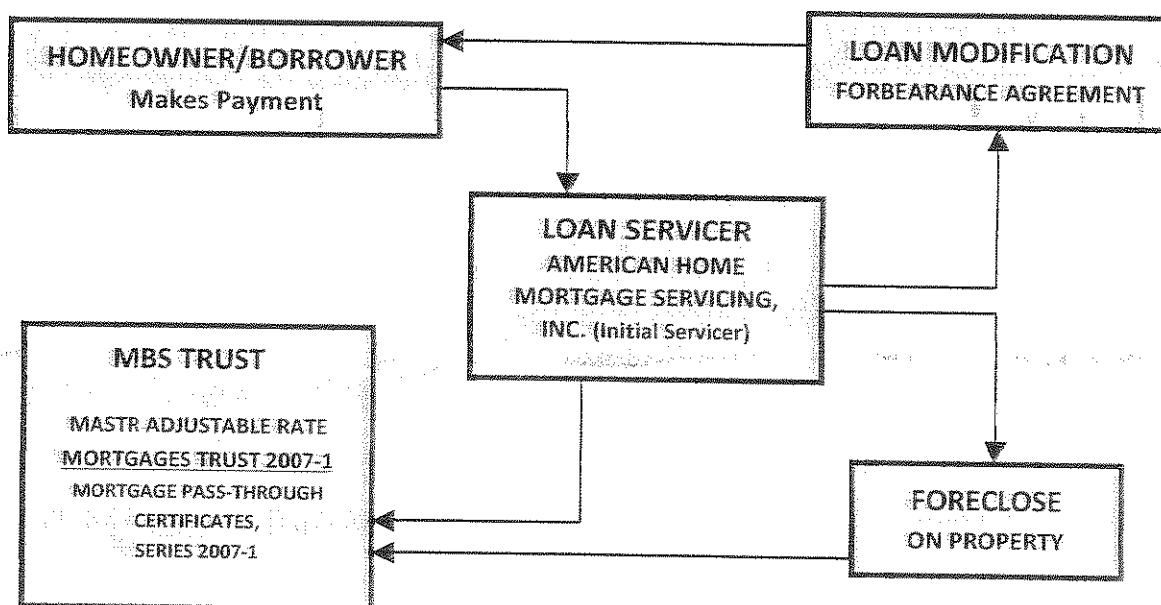 HOMEOWNER/BORROWER
Makes Payment
LOAN MODIFICATION
FORBEARANCE AGREEMENT
LOAN SERVICER
AMERICAN HOME
MORTGAGE SERVICING,
INC. (Initial Servicer)
MBS TRUST
MASTR ADJUSTABLE RATE
MORTGAGES TRUST 2007-1
MORTGAGE PASS-THROUGH
CERTIFICATES,
SERIES 2007-1
FORECLOSE
ON PROPERTY